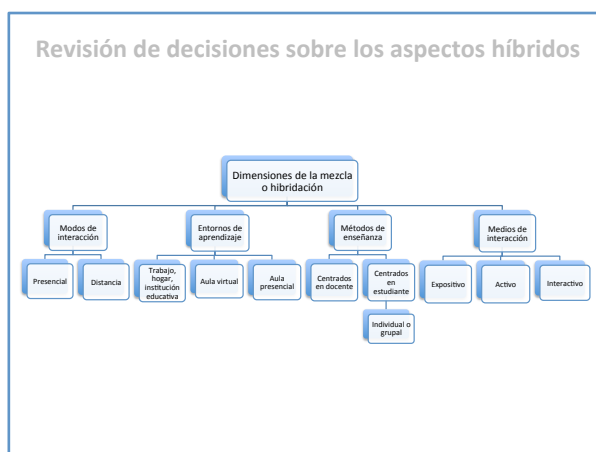 Revisión de decisiones sobre los aspectos híbridos
Dimensiones de la mezcla
o hibridación
Modos de
interacción
Entornos de
aprendizaje
Métodos de
enseñanza
Medios de
interacción
Presencial
Distancia
Trabajo,
hogar,
institución
educativa
Aula virtual
Aula
presencial
Centrados
en docente
Centrados
en
estudiante
Expositivo
Activo
Interactivo
Individual o
grupal